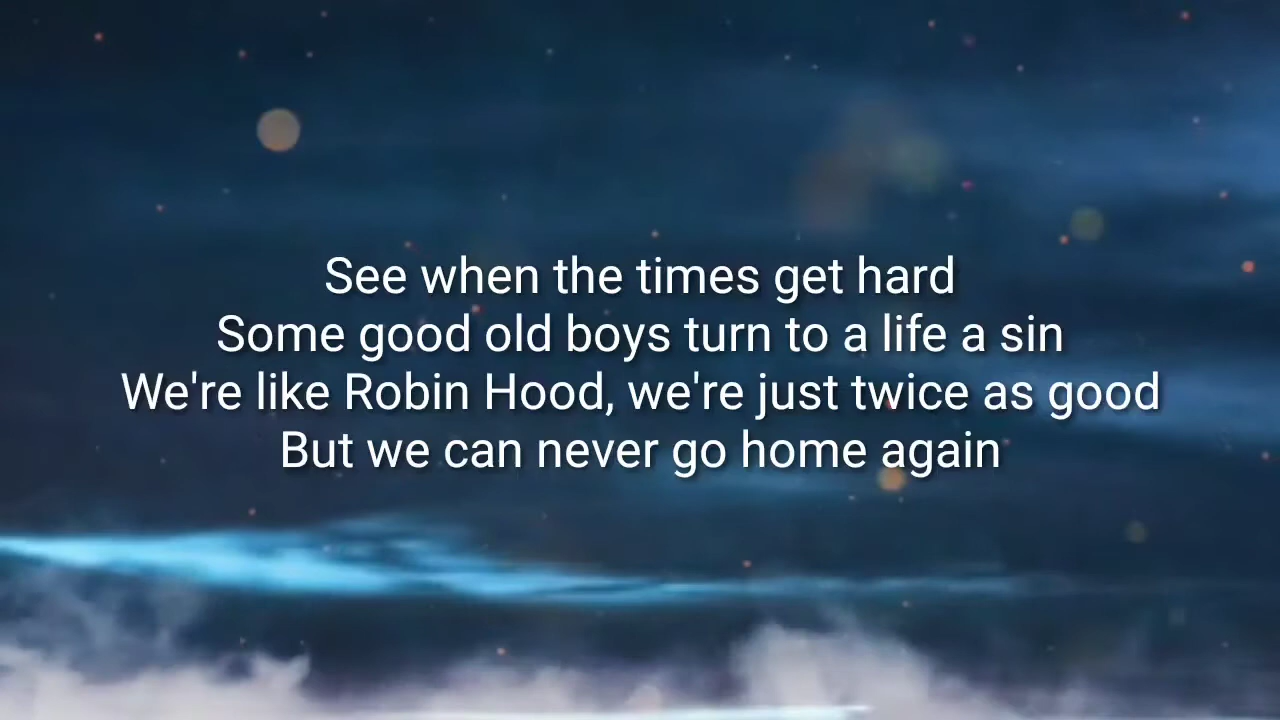 See when the times get hard
Some good old boys turn to a life a sin
We're like Robin Hood, we're just twice as good
But we can never go home again